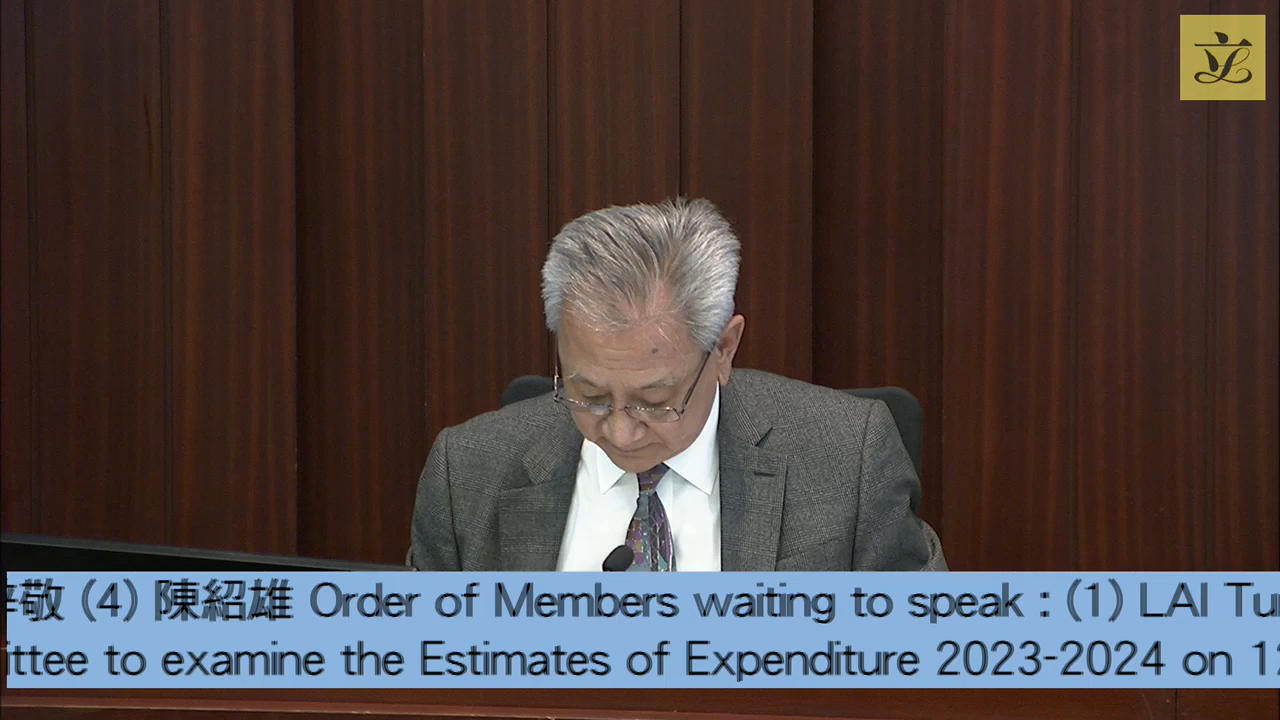 敬 (4) 陳紹雄 Order of Members waiting to speak : (1) LAI
to examine the Estimates of Expenditure 2023-2024 on